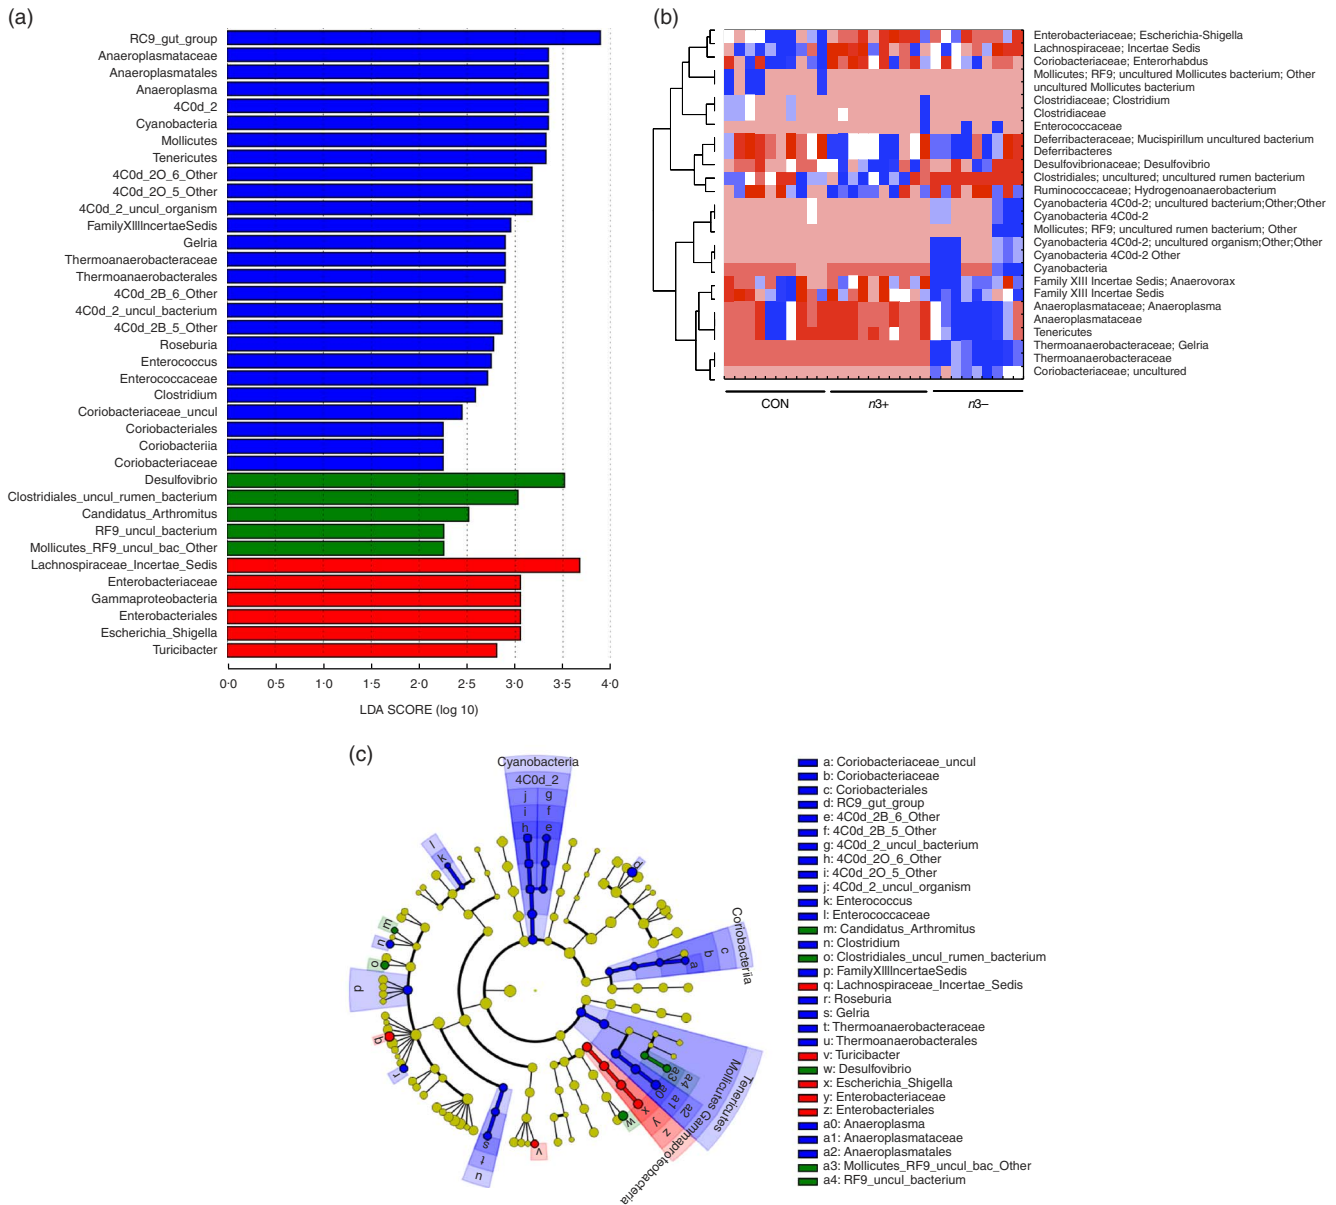 (a)
RC9_gut_group
Anaeroplasmataceae
Anaeroplasmatales
Anaeroplasma
4C0d_2
Cyanobacteria
Mollicutes
Tenericutes
4C0d_2O_6_Other
4C0d_2O_5_Other
4C0d_2_uncul_organism
FamilyXIIIIncertaeSedis
Gelria
Thermoanaerobacteraceae
Thermoanaerobacterales
4C0d_2B_6_Other
4C0d_2_uncul_bacterium
4C0d_2B_5_Other
Roseburia
Enterococcus
Enterococcaceae
Clostridium
Coriobacteriaceae_uncul
Coriobacteriales
Coriobacteriia
Coriobacteriaceae
Desulfovibrio
Clostridiales_uncul_rumen_bacterium
Candidatus_Arthromitus
RF9_uncul_bacterium
Mollicutes_RF9_uncul_bac_Other
Lachnospiraceae_Incertae_Sedis
Enterobacteriaceae
Gammaproteobacteria
Enterobacteriales
Escherichia_Shigella
Turicibacter
0·0 0·5 1·0 1·5 2·0 2·5 3·0 3·5 4·0
LDA SCORE (log 10)
(b)
Enterobacteriaceae; Escherichia-Shigella
Lachnospiraceae; Incertae Sedis
Coriobacteriaceae; Enterorhabdus
Mollicutes; RF9; uncultured Mollicutes bacterium; Other
uncultured Mollicutes bacterium
Clostridiaceae; Clostridium
Clostridiaceae
Enterococcaceae
Deferribacteraceae; Mucispirillum uncultured bacterium
Deferribacteres
Desulfovibrionaceae; Desulfovibrio
Clostridiales; uncultured; uncultured rumen bacterium
Ruminococcaceae; Hydrogenoanaerobacterium
Cyanobacteria 4C0d-2; uncultured bacterium;Other;Other
Cyanobacteria 4C0d-2
Mollicutes; RF9; uncultured rumen bacterium; Other
Cyanobacteria 4C0d-2; uncultured organism;Other;Other
Cyanobacteria 4C0d-2 Other
Cyanobacteria
Family XIII Incertae Sedis; Anaerovorax
Family XIII Incertae Sedis
Anaeroplasmataceae; Anaeroplasma
Anaeroplasmataceae
Tenericutes
Thermoanaerobacteraceae; Gelria
Thermoanaerobacteraceae
Coriobacteriaceae; uncultured
CON n3+ n3–
(c)
Cyanobacteria
4C0d_2
j g
i f
h e
l
k
d
m
n
o
p
q
r
s
t
u
v
w
x
y
z
Coriobacteriia
a
b
c
a0
a1
a2
a3
a4
Tenericutes
Mollicutes
Gammaproteobacteria
a: Coriobacteriaceae_uncul
b: Coriobacteriaceae
c: Coriobacteriales
d: RC9_gut_group
e: 4C0d_2B_6_Other
f: 4C0d_2B_5_Other
g: 4C0d_2_uncul_bacterium
h: 4C0d_2O_6_Other
i: 4C0d_2O_5_Other
j: 4C0d_2_uncul_organism
k: Enterococcus
l: Enterococcaceae
m: Candidatus_Arthromitus
n: Clostridium
o: Clostridiales_uncul_rumen_bacterium
p: FamilyXIIIIncertaeSedis
q: Lachnospiraceae_Incertae_Sedis
r: Roseburia
s: Gelria
t: Thermoanaerobacteraceae
u: Thermoanaerobacterales
v: Turicibacter
w: Desulfovibrio
x: Escherichia_Shigella
y: Enterobacteriaceae
z: Enterobacteriales
a0: Anaeroplasma
a1: Anaeroplasmataceae
a2: Anaeroplasmatales
a3: Mollicutes_RF9_uncul_bac_Other
a4: RF9_uncul_bacterium